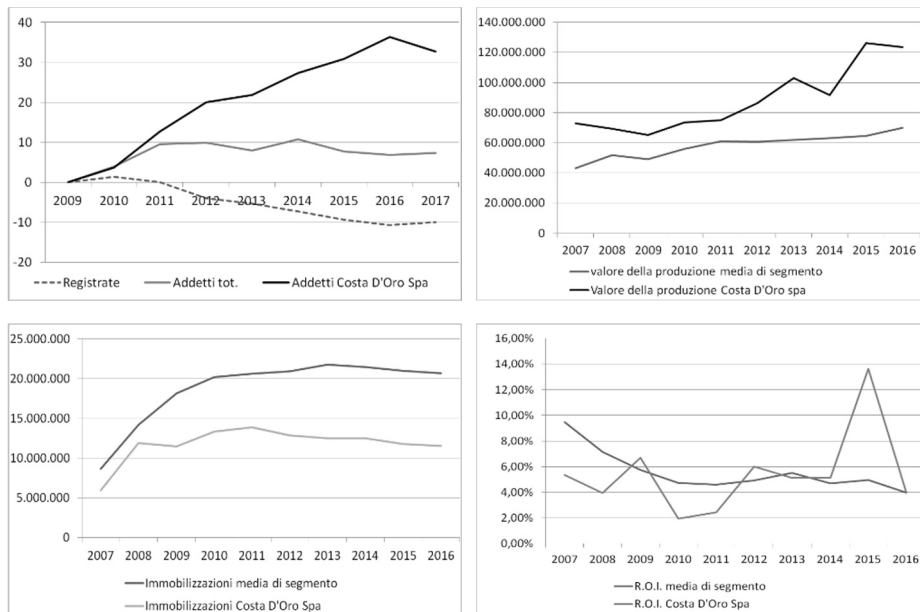 40
30
20
10
0
-10
-20
2009 2010 2011 2012 2013 2014 2015 2016 2017
Registrate Addetti tot. Addetti Costa D'Oro Spa
140.000.000
120.000.000
100.000.000
80.000.000
60.000.000
40.000.000
20.000.000
0
2007 2008 2009 2010 2011 2012 2013 2014 2015 2016
valore della produzione media di segmento
Valore della produzione Costa D'Oro spa
25.000.000
20.000.000
15.000.000
10.000.000
5.000.000
0
2007 2008 2009 2010 2011 2012 2013 2014 2015 2016
Immobilizzazioni media di segmento
Immobilizzazioni Costa D'Oro Spa
16,00%
14,00%
12,00%
10,00%
8,00%
6,00%
4,00%
2,00%
0,00%
2007 2008 2009 2010 2011 2012 2013 2014 2015 2016
R.O.I. media di segmento
R.O.I. Costa D'Oro Spa